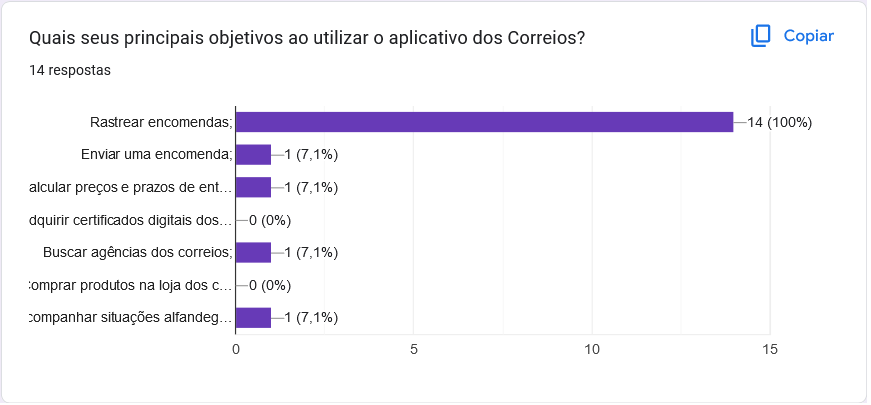 Quais seus principais objetivos ao utilizar o aplicativo dos Correios?
Copiar
14 respostas
Rastrear encomendas;
14 (100%)
Enviar uma encomenda;
1 (7,1%)
alcular preços e prazos de ent...
1 (7,1%)
dquirir certificados digitais dos...
0 (0%)
Buscar agências dos correios;
1 (7,1%)
omprar produtos na loja dos c...
0 (0%)
companhar situações alfandeg...
1 (7,1%)
0 5 10 15